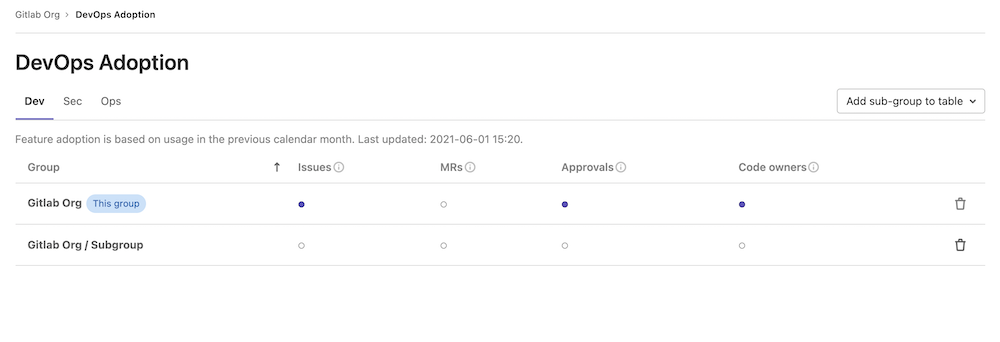 Gitlab Org › DevOps Adoption
DevOps Adoption
Dev Sec Ops Add sub-group to table
Feature adoption is based on usage in the previous calendar month. Last updated: 2021-06-01 15:20.
Group ↑ Issues MRs Approvals Code owners
Gitlab Org This group
Gitlab Org / Subgroup